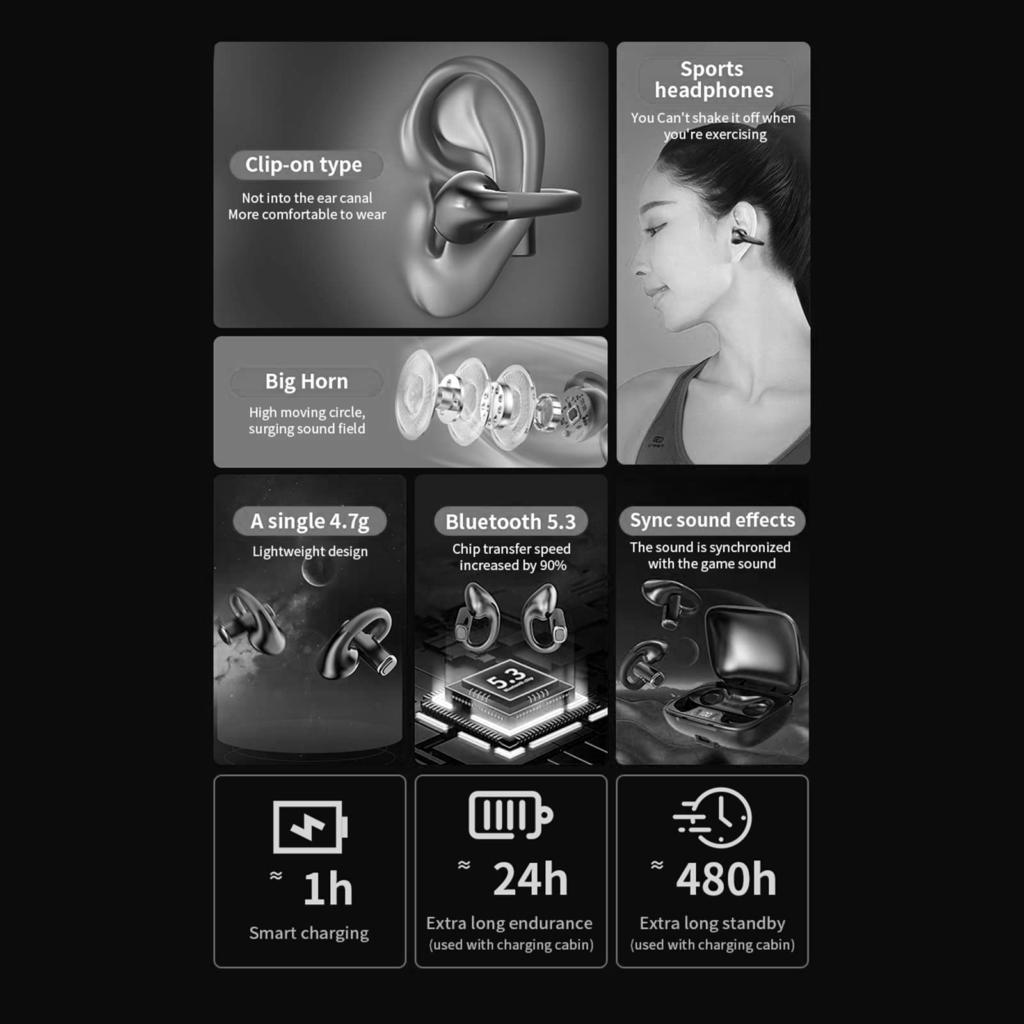 Clip-on type
Not into the ear canal
More comfortable to wear
Sports
headphones
You Can't shake it off when
you're exercising
Big Horn
High moving circle,
surging sound field
A single 4.7g
Lightweight design
Bluetooth 5.3
Chip transfer speed
increased by 90%
5.3
Sync sound effects
The sound is synchronized
with the game sound
≈ 1h
Smart charging
≈ 24h
Extra long endurance
(used with charging cabin)
≈ 480h
Extra long standby
(used with charging cabin)